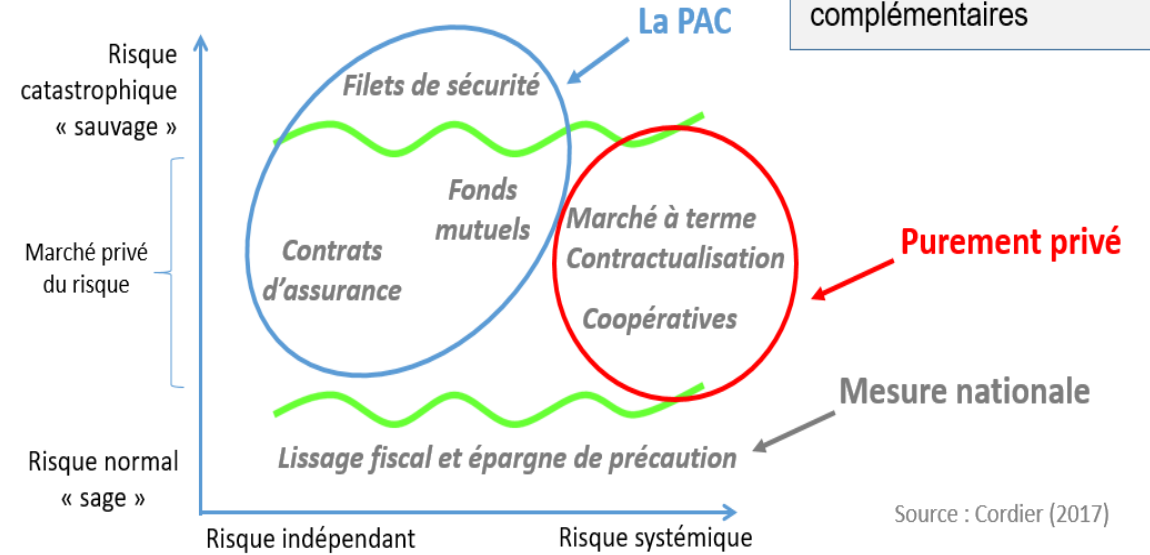 complémentaires
La PAC
Risque
catastrophique
« sauvage »
Filets de sécurité
Fonds
mutuels
Marché à terme
Contractualisation
Purement privé
Contrats
d’assurance
Marché privé
du risque
Coopératives
Mesure nationale
Risque normal
« sage »
Lissage fiscal et épargne de précaution
Source : Cordier (2017)
Risque indépendant
Risque systémique